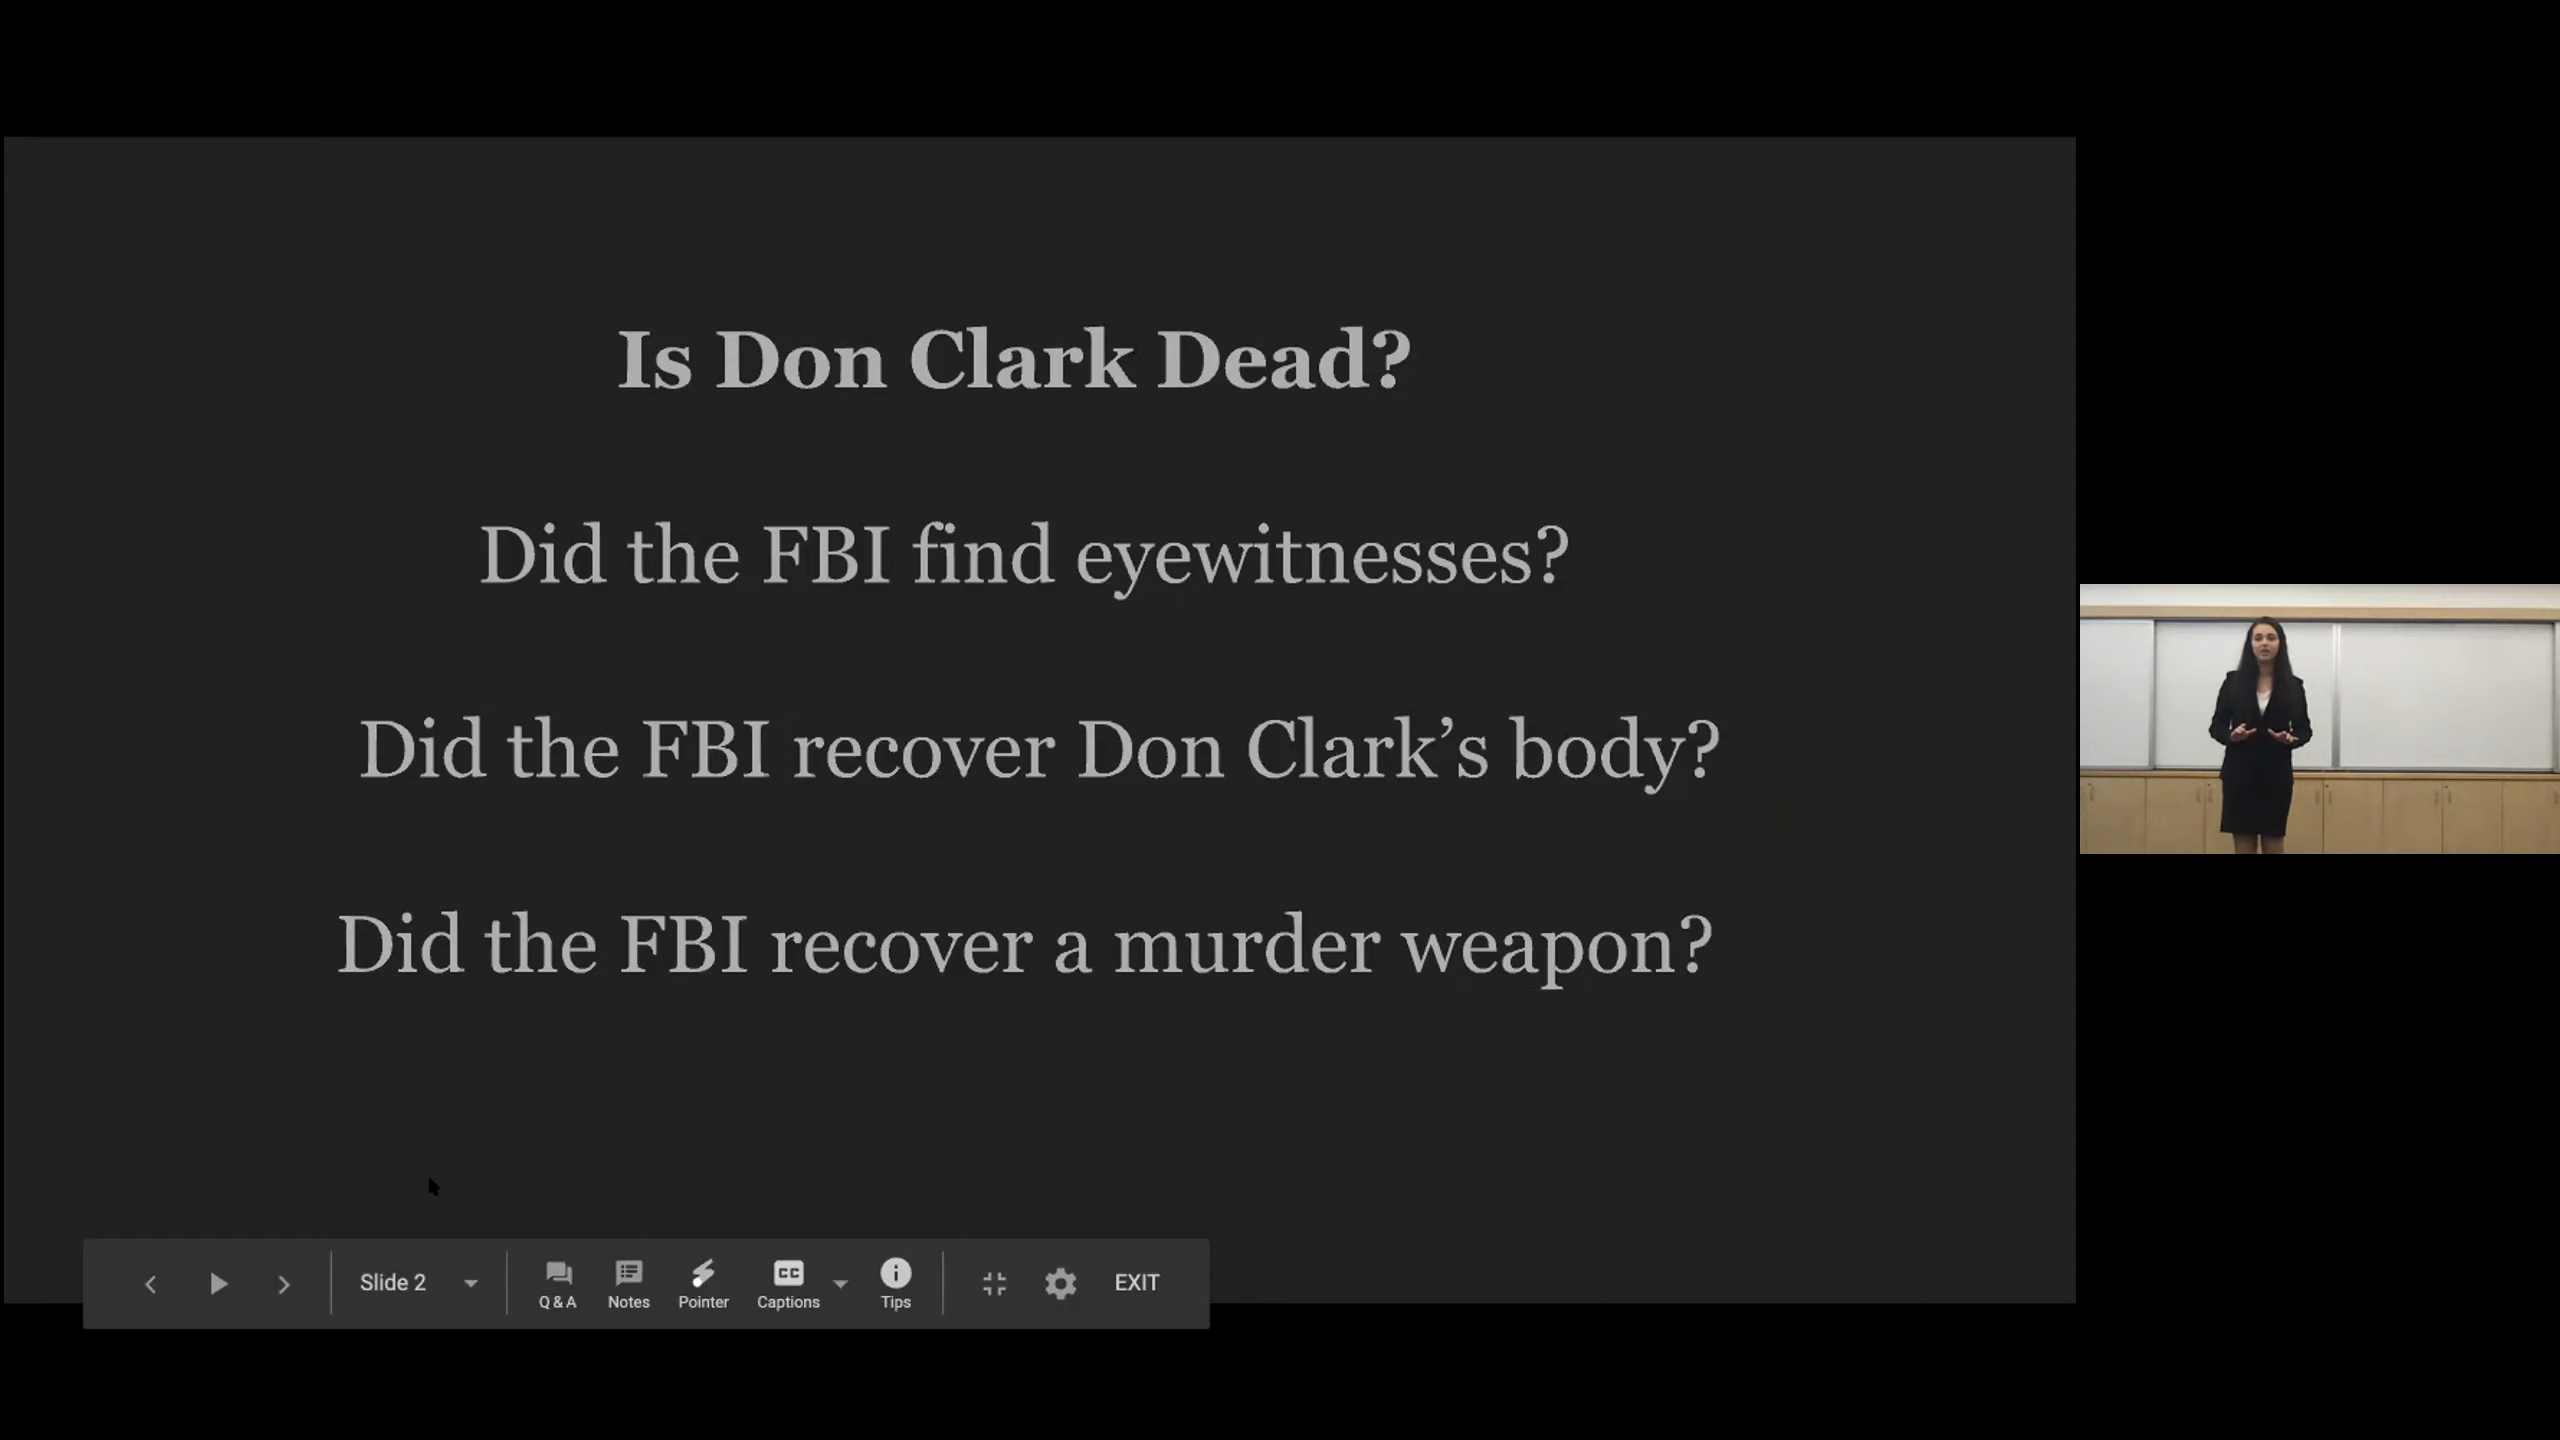 Is Don Clark Dead?
Did the FBI find eyewitnesses?
Did the FBI recover Don Clark’s body?
Did the FBI recover a murder weapon?
Slide 2
Q & A
Notes
Pointer
CC
Captions
Tips
EXIT